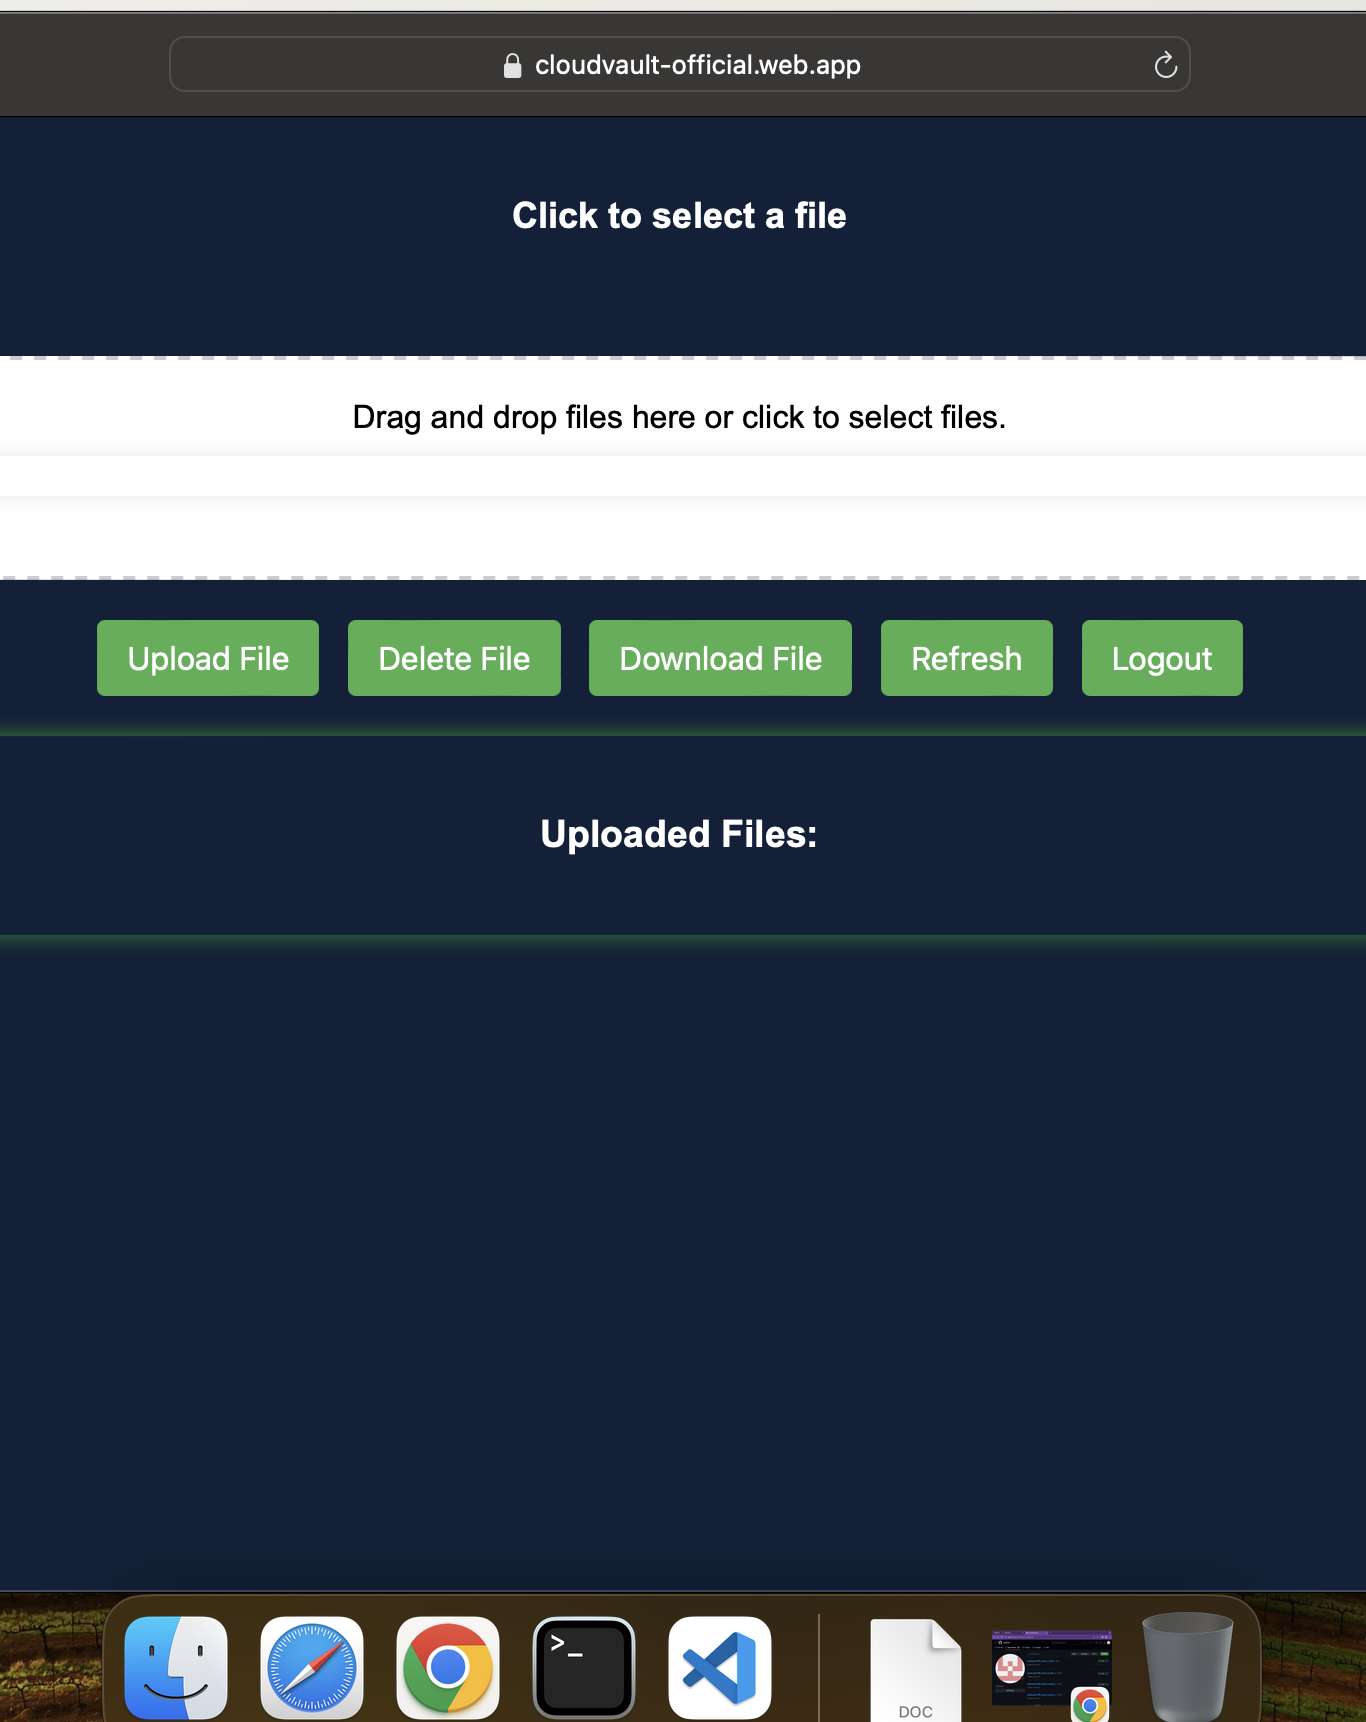 cloudvault-official.web.app
Click to select a file
Drag and drop files here or click to select files.
Upload File Delete File Download File Refresh Logout
Uploaded Files:
>_
DOC